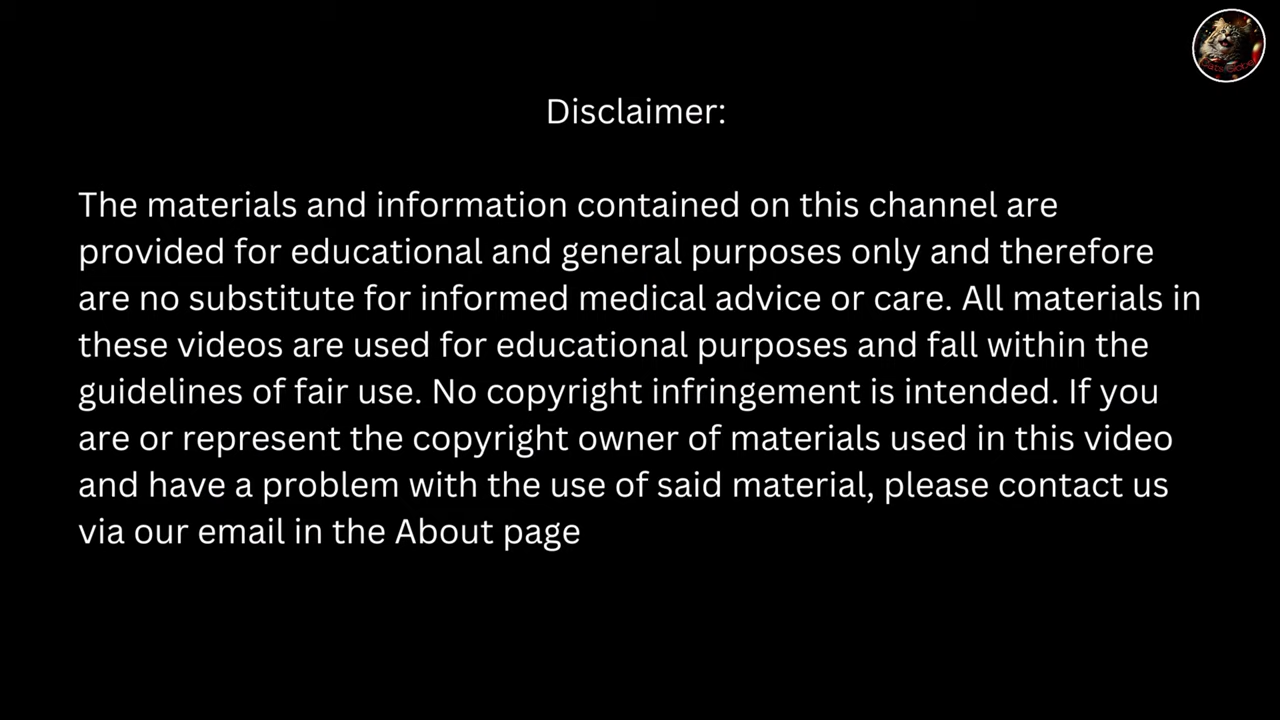 Disclaimer:
The materials and information contained on this channel are
provided for educational and general purposes only and therefore
are no substitute for informed medical advice or care. All materials in
these videos are used for educational purposes and fall within the
guidelines of fair use. No copyright infringement is intended. If you
are or represent the copyright owner of materials used in this video
and have a problem with the use of said material, please contact us
via our email in the About page